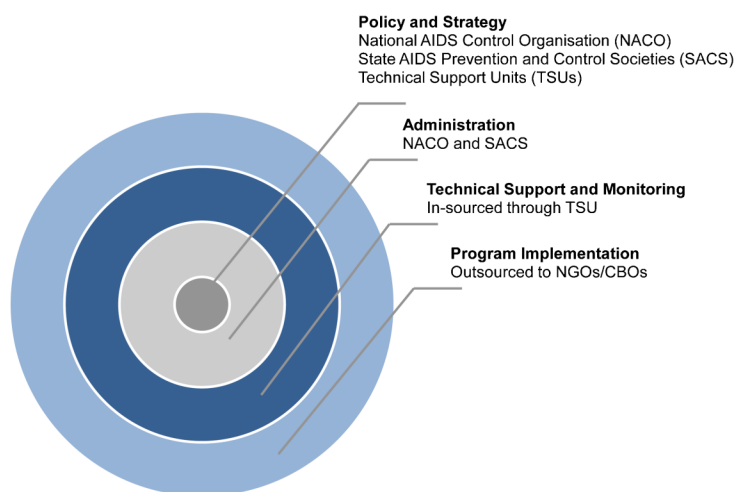 Policy and Strategy
National AIDS Control Organisation (NACO)
State AIDS Prevention and Control Societies (SACS)
Technical Support Units (TSUs)
Administration
NACO and SACS
Technical Support and Monitoring
In-sourced through TSU
Program Implementation
Outsourced to NGOs/CBOs